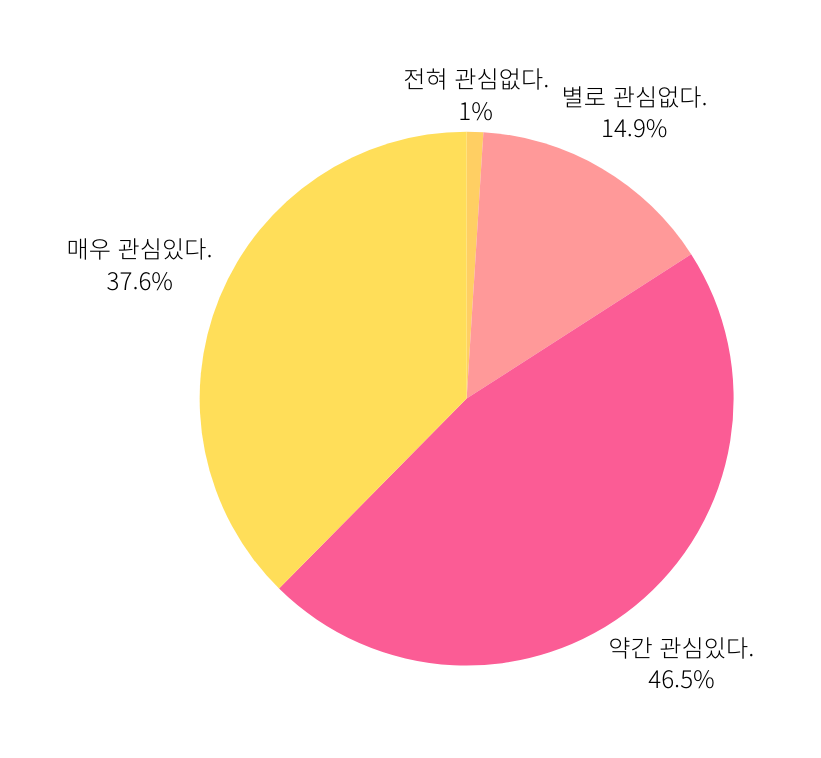 전혀 관심없다.
1%
별로 관심없다.
14.9%
매우 관심있다.
37.6%
약간 관심있다.
46.5%